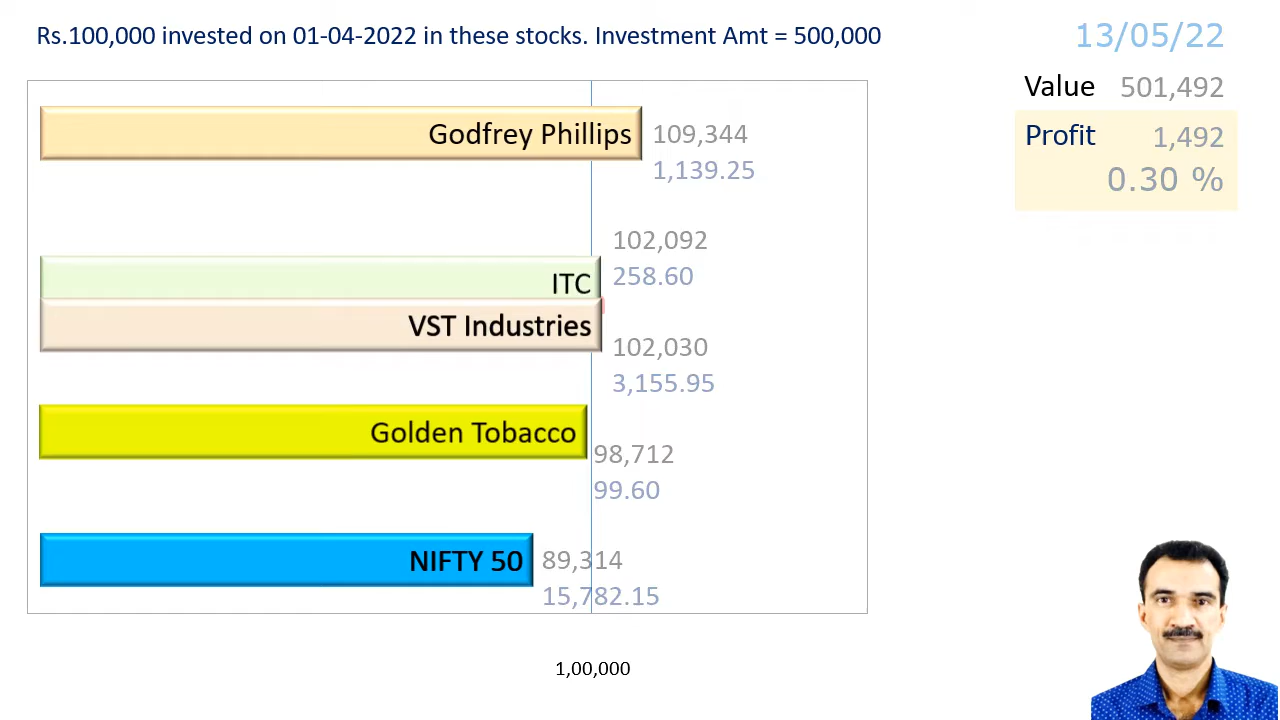 Rs.100,000 invested on 01-04-2022 in these stocks. Investment Amt = 500,000
13/05/22
Value 501,492
Profit 1,492
0.30 %
Godfrey Phillips 109,344
1,139.25
102,092
ITC 258.60
VST Industries
102,030
3,155.95
Golden Tobacco
98,712
99.60
NIFTY 50 89,314
15,782.15
1,00,000